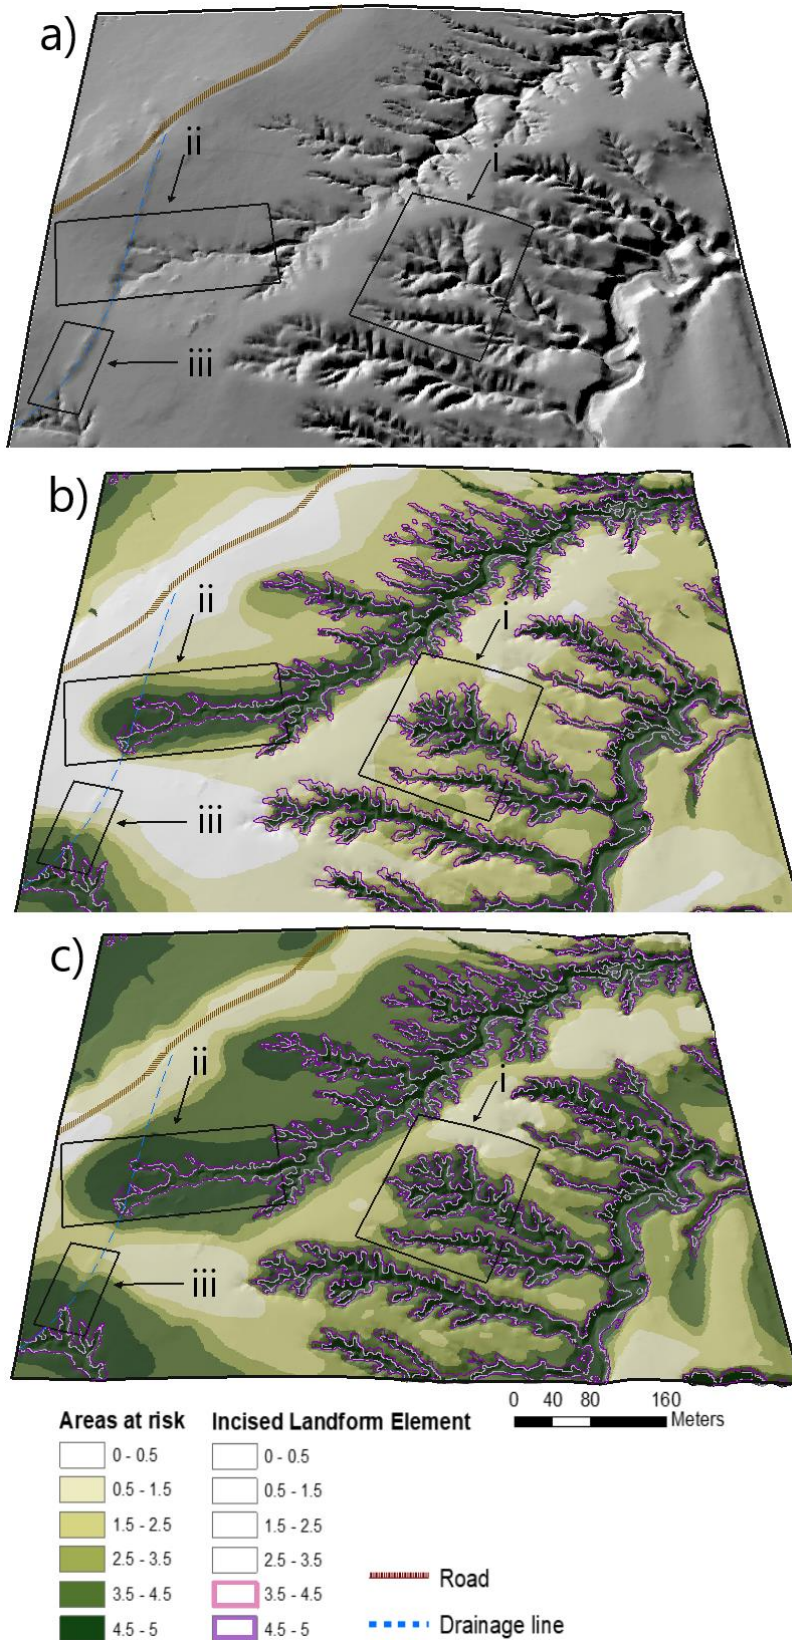 a)
ii
i
iii
b)
ii
i
iii
c)
ii
i
iii
0 40 80 160
Meters
Areas at risk
0 - 0.5
0.5 - 1.5
1.5 - 2.5
2.5 - 3.5
3.5 - 4.5
4.5 - 5
Incised Landform Element
0 - 0.5
0.5 - 1.5
1.5 - 2.5
2.5 - 3.5
3.5 - 4.5
4.5 - 5
Road
Drainage line